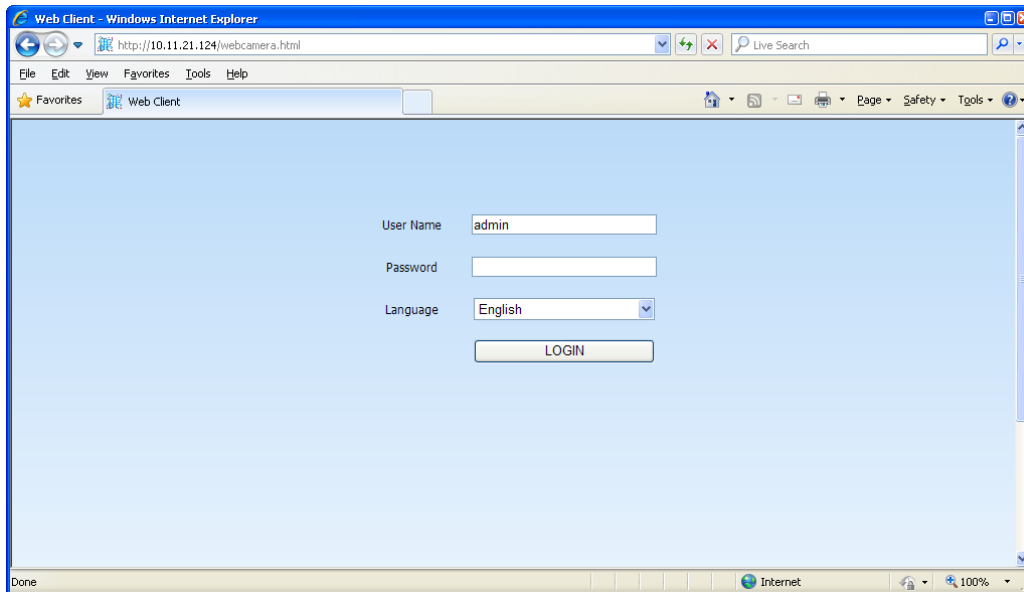 Web Client - Windows Internet Explorer
http://10.11.21.124/webcamera.html
Live Search
File Edit View Favorites Tools Help
Favorites Web Client Page Safety Tools
User Name admin
Password
Language English
LOGIN
Done Internet 100%